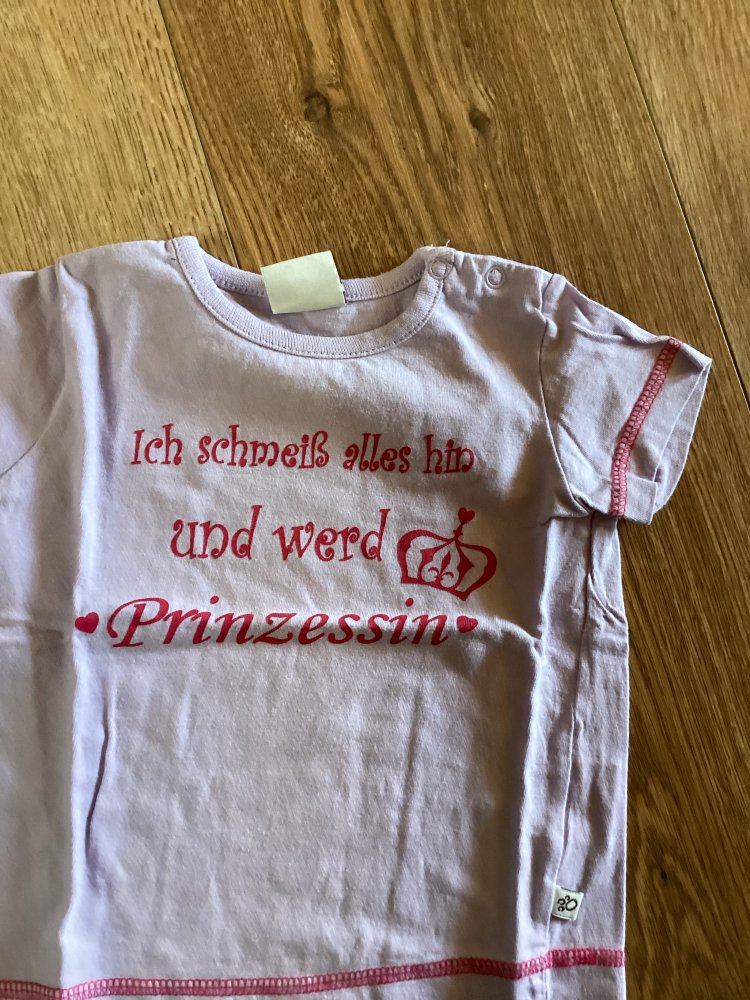 Ich schmeiß alles hin
und werd
Prinzessin